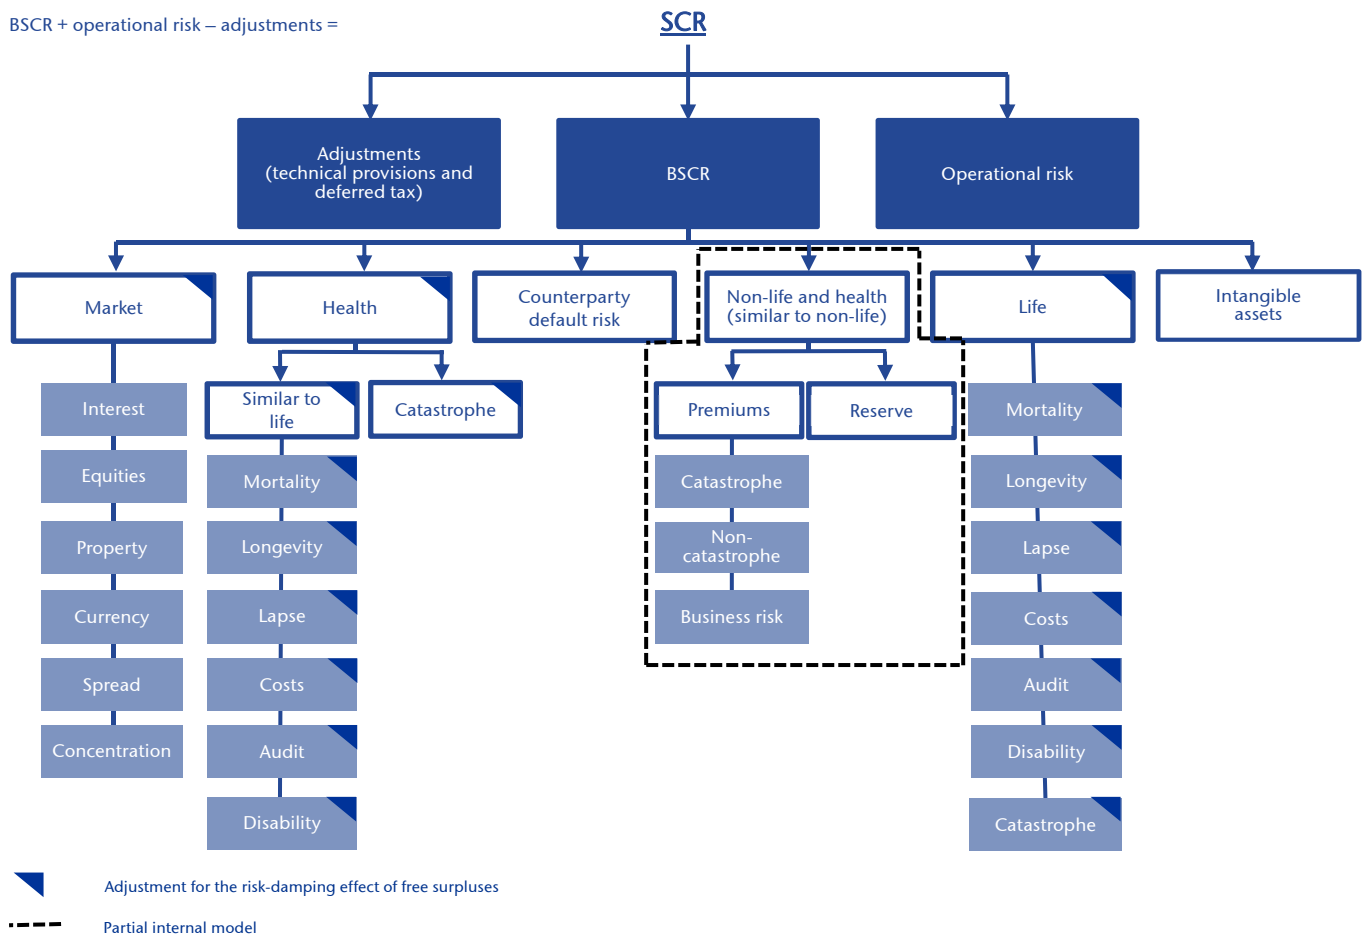 BSCR + operational risk – adjustments =
SCR
Adjustments
(technical provisions and
deferred tax)
BSCR
Operational risk
Market
Health
Counterparty
default risk
Non-life and health
(similar to non-life)
Life
Intangible
assets
Interest
Equities
Property
Currency
Spread
Concentration
Similar to
life
Catastrophe
Mortality
Longevity
Lapse
Costs
Audit
Disability
Premiums
Reserve
Catastrophe
Non-
catastrophe
Business risk
Mortality
Longevity
Lapse
Costs
Audit
Disability
Catastrophe
Adjustment for the risk-damping effect of free surpluses
Partial internal model